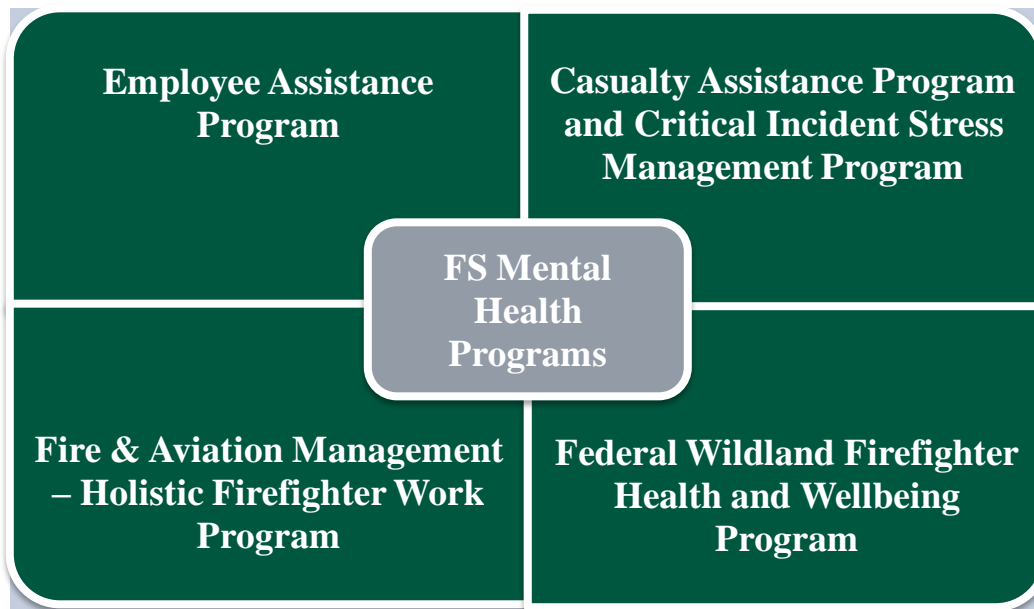 Employee Assistance
Program
Casualty Assistance Program
and Critical Incident Stress
Management Program
FS Mental
Health
Programs
Fire & Aviation Management
– Holistic Firefighter Work
Program
Federal Wildland Firefighter
Health and Wellbeing
Program